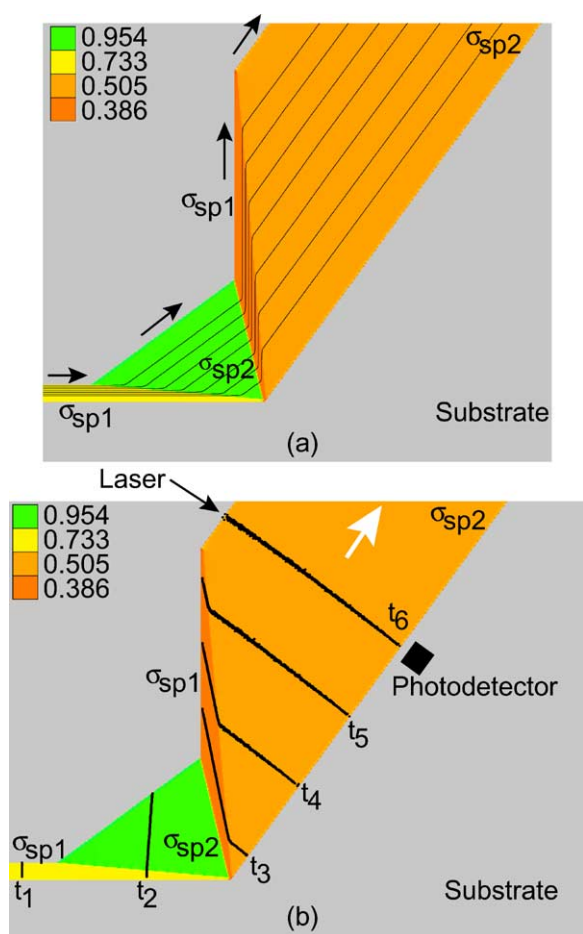 0.954
0.733
0.505
0.386
σsp2
σsp1
σsp2
σsp1
Substrate
(a)
Laser
0.954
0.733
0.505
0.386
σsp2
t6
Photodetector
σsp1
t5
t4
σsp1
σsp2
t3
t1
t2
Substrate
(b)